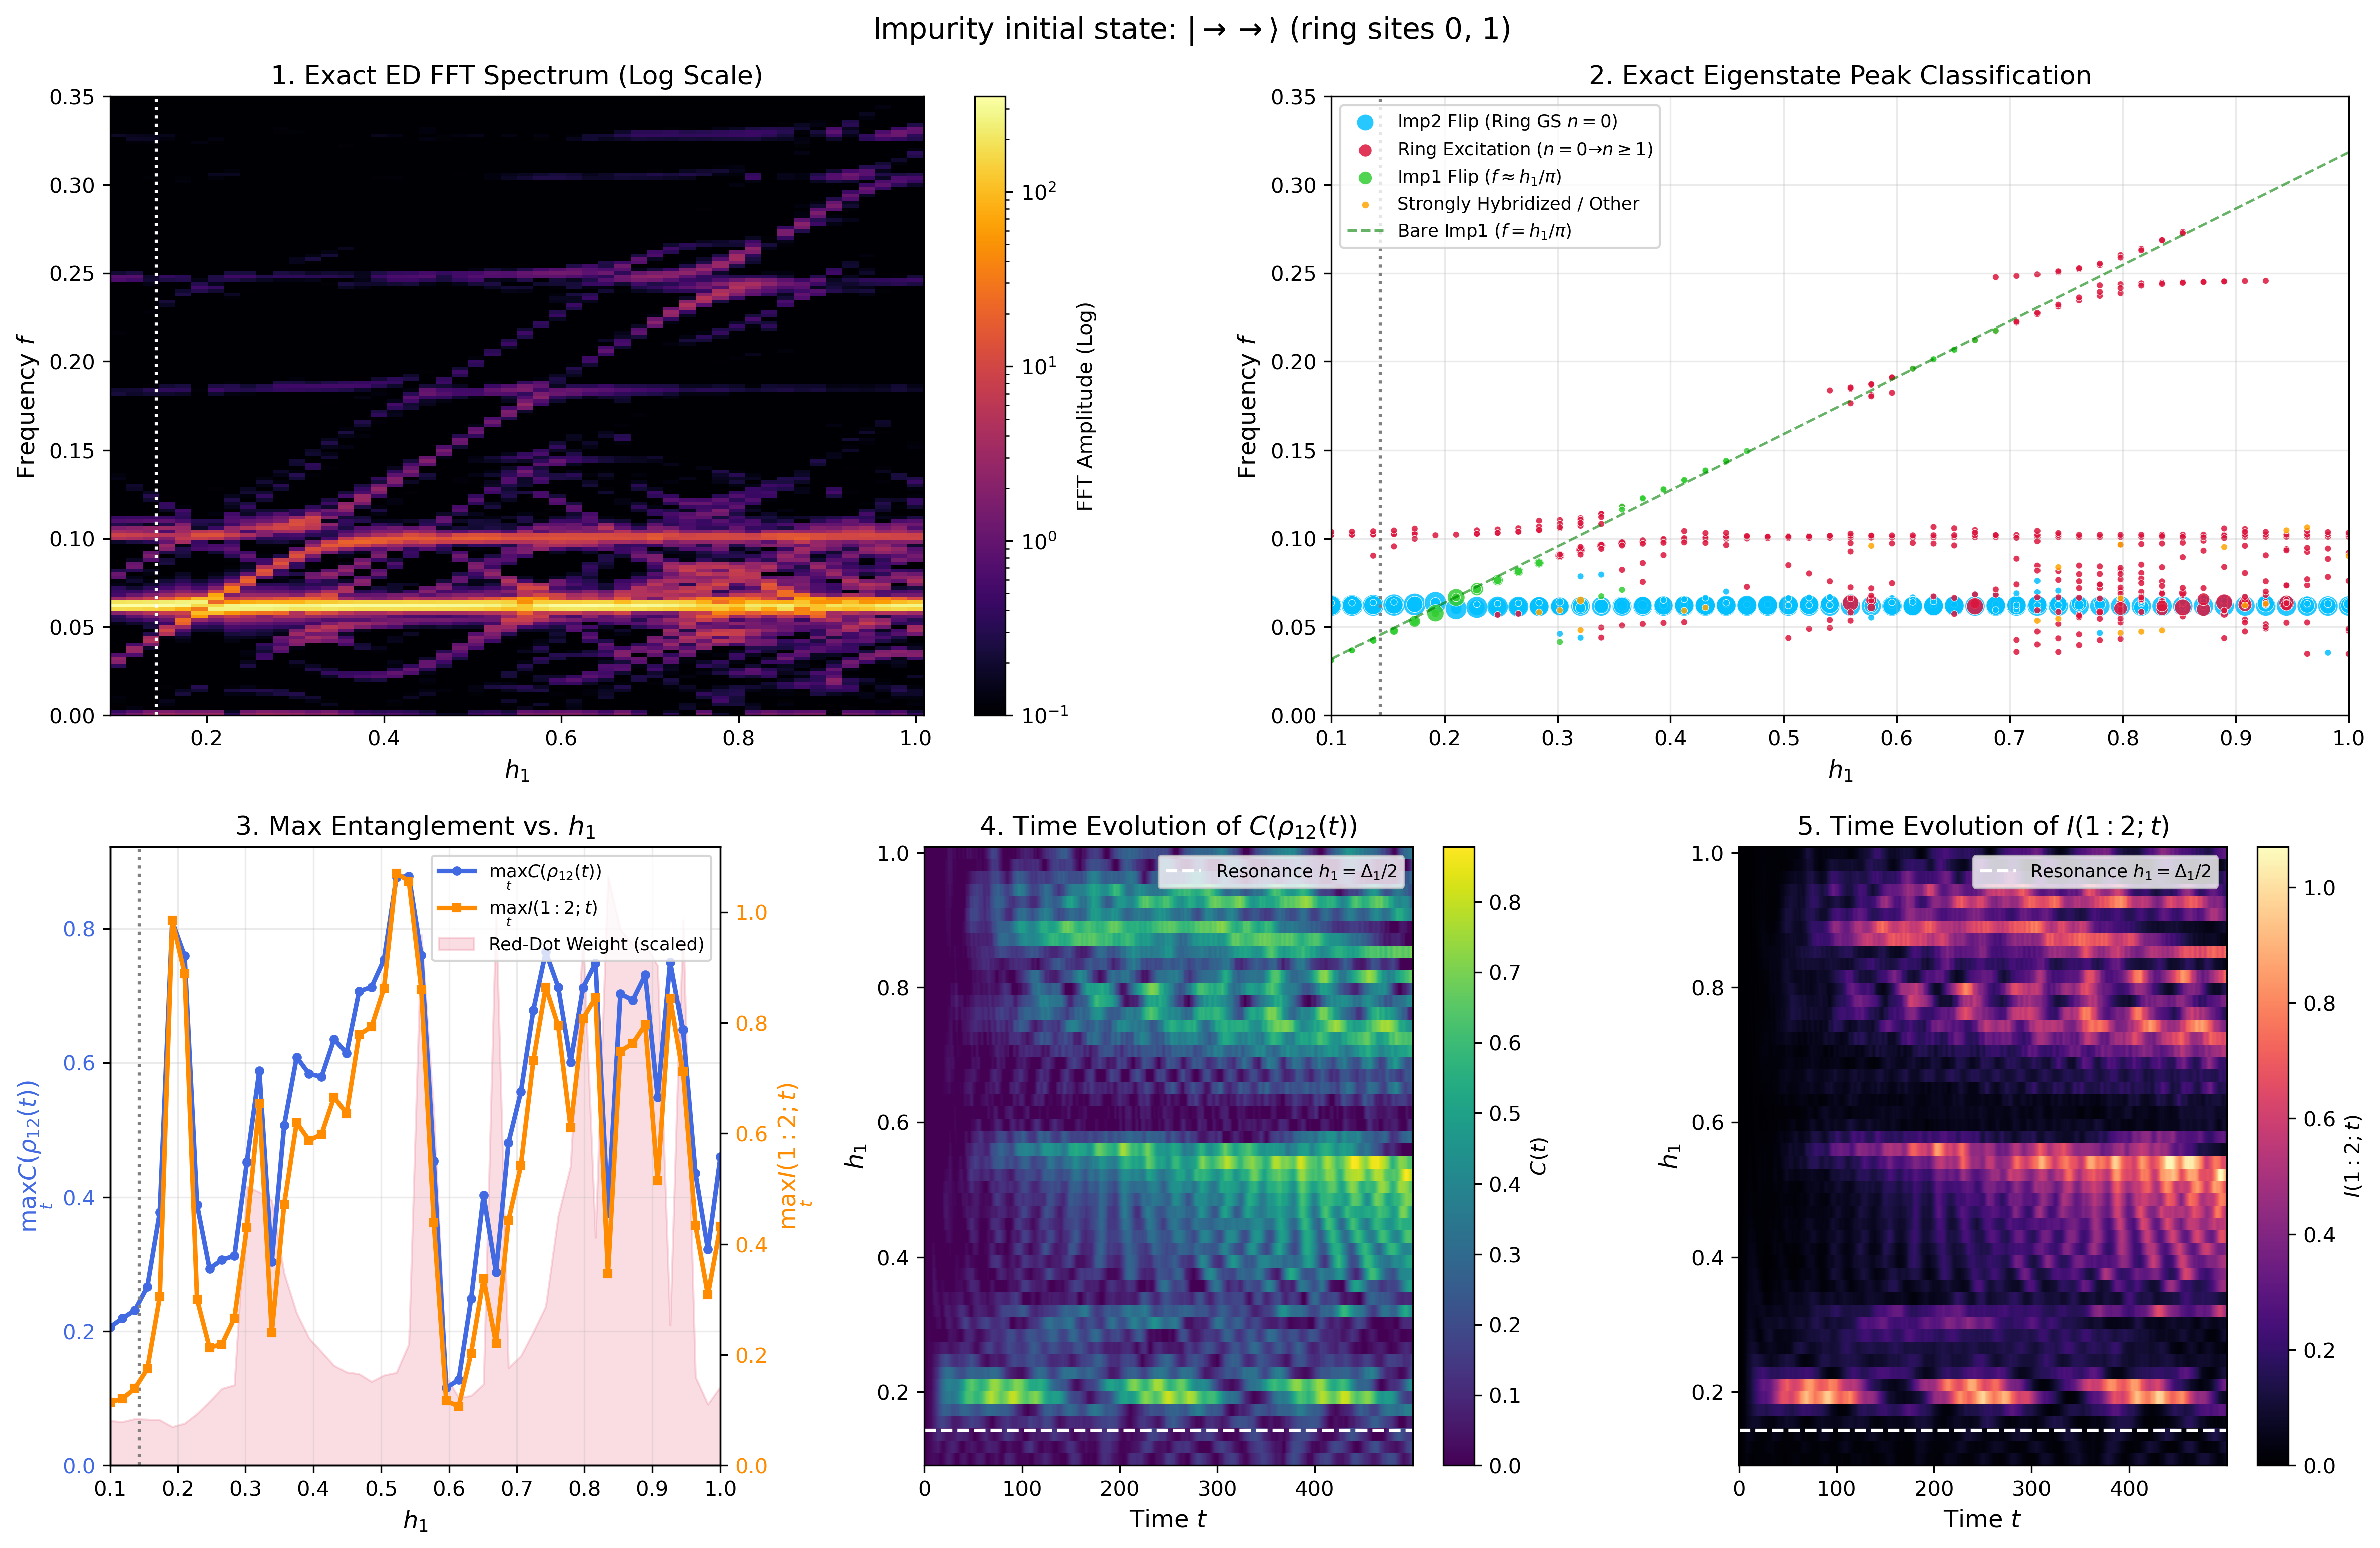 Impurity initial state: |→→⟩ (ring sites 0, 1)
1. Exact ED FFT Spectrum (Log Scale)
Frequency f
0.35
0.30
0.25
0.20
0.15
0.10
0.05
0.00
0.2
0.4
0.6
0.8
1.0
h₁
10²
10¹
10⁰
10⁻¹
FFT Amplitude (Log)
2. Exact Eigenstate Peak Classification
Frequency f
0.35
0.30
0.25
0.20
0.15
0.10
0.05
0.00
Imp2 Flip (Ring GS n = 0)
Ring Excitation (n = 0→n ≥ 1)
Imp1 Flip (f ≈ h₁/π)
Strongly Hybridized / Other
Bare Imp1 (f = h₁/π)
0.1
0.2
0.3
0.4
0.5
0.6
0.7
0.8
0.9
1.0
h₁
3. Max Entanglement vs. h₁
max C(ρ₁₂(t))
t
0.8
0.6
0.4
0.2
0.0
max C(ρ₁₂(t))
t
max I(1 : 2; t)
t
Red-Dot Weight (scaled)
0.1
0.2
0.3
0.4
0.5
0.6
0.7
0.8
0.9
1.0
h₁
1.0
0.8
0.6
0.4
0.2
0.0
max I(1 : 2; t)
t
4. Time Evolution of C(ρ₁₂(t))
h₁
1.0
0.8
0.6
0.4
0.2
Resonance h₁ = Δ₁/2
0
100
200
300
400
Time t
0.8
0.7
0.6
0.5
0.4
0.3
0.2
0.1
0.0
C(t)
5. Time Evolution of I(1 : 2; t)
h₁
1.0
0.8
0.6
0.4
0.2
Resonance h₁ = Δ₁/2
0
100
200
300
400
Time t
1.0
0.8
0.6
0.4
0.2
0.0
I(1 : 2; t)